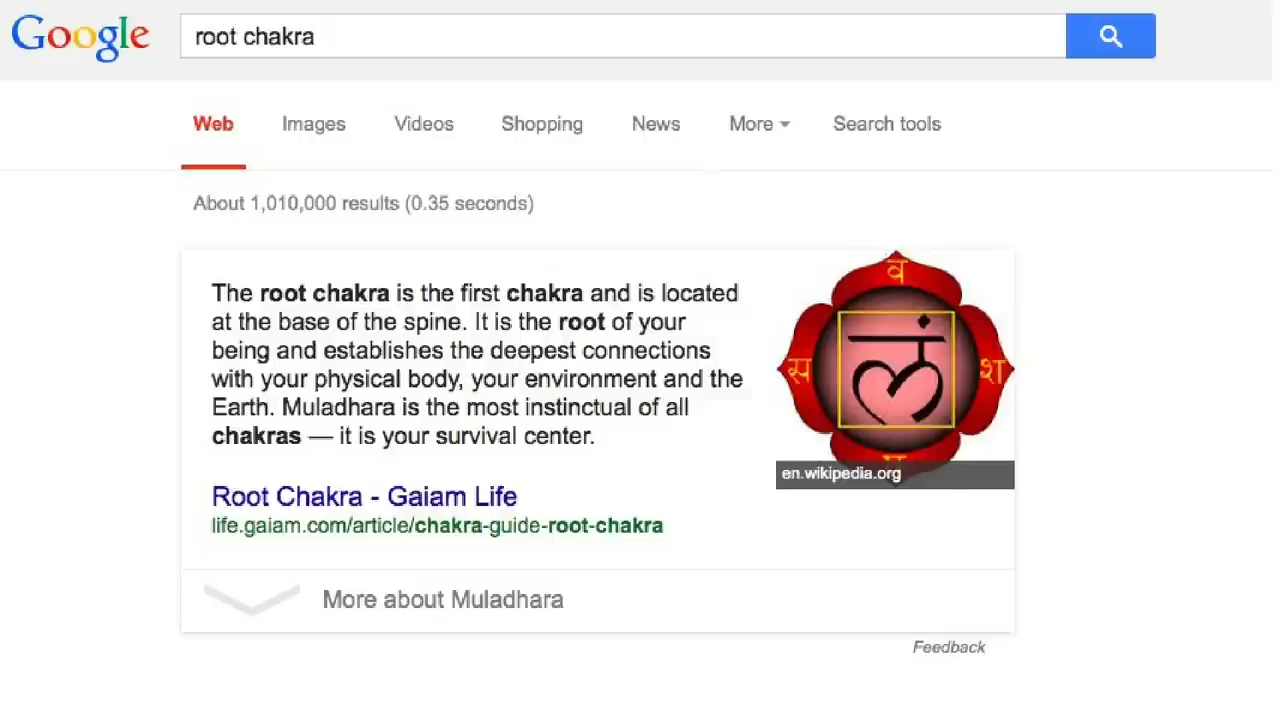 Google
root chakra
Web Images Videos Shopping News More Search tools
About 1,010,000 results (0.35 seconds)
The root chakra is the first chakra and is located
at the base of the spine. It is the root of your
being and establishes the deepest connections
with your physical body, your environment and the
Earth. Muladhara is the most instinctual of all
chakras — it is your survival center.
व
स लं श
en.wikipedia.org
Root Chakra - Gaiam Life
life.gaiam.com/article/chakra-guide-root-chakra
More about Muladhara
Feedback